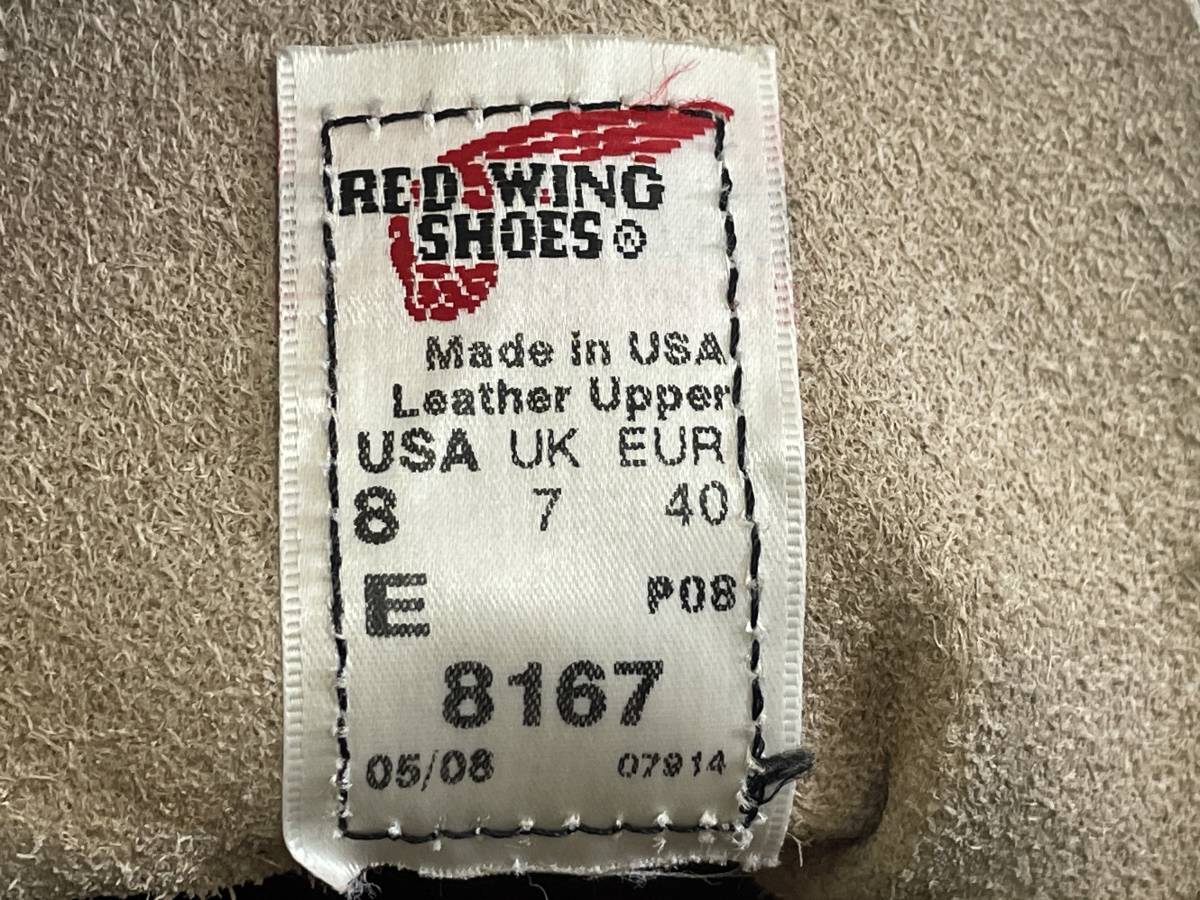 RED WING
SHOES ®
Made in USA
Leather Upper
USA UK EUR
8 7 40
E P08
8167
05/08 07914